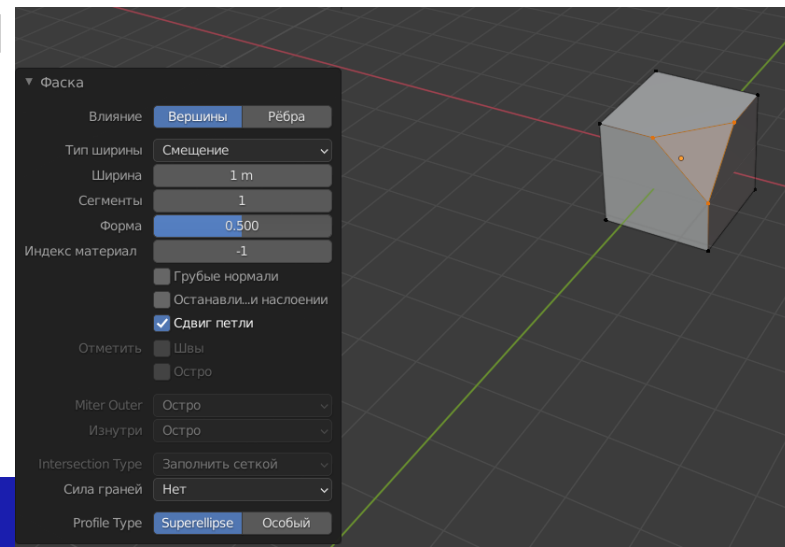 Фаска
Влияние Вершины Рёбра
Тип ширины Смещение
Ширина 1 m
Сегменты 1
Форма 0.500
Индекс материал -1
Грубые нормали
Останавли...и наслоении
Сдвиг петли
Отметить Швы
Остро
Miter Outer Остро
Изнутри Остро
Intersection Type Заполнить сеткой
Сила граней Нет
Profile Type Superellipse Особый